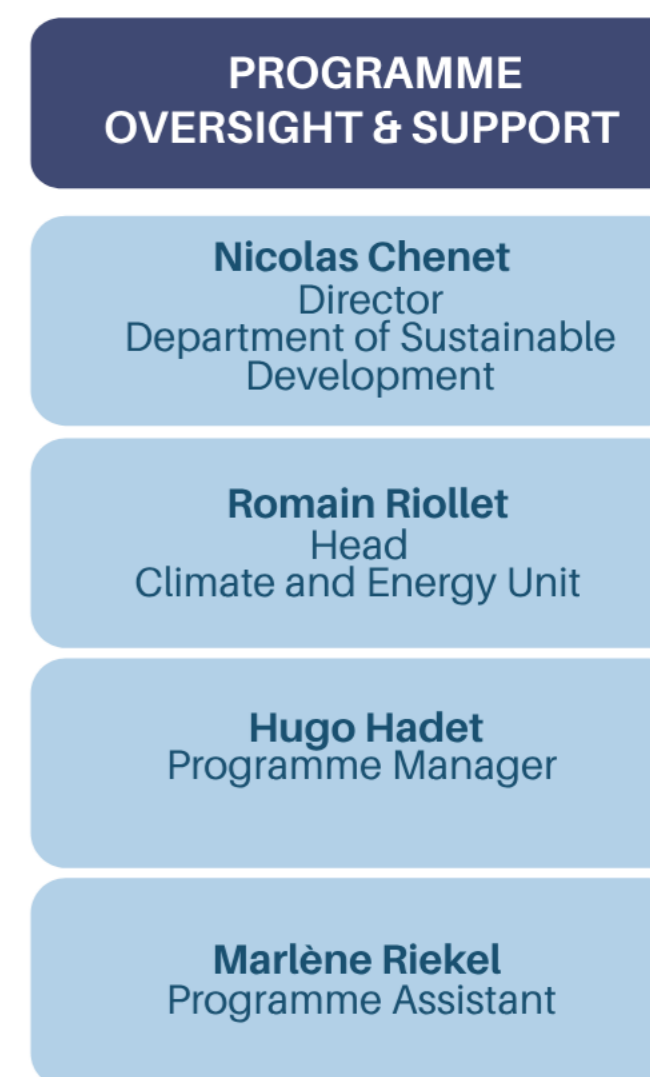 PROGRAMME
OVERSIGHT & SUPPORT
Nicolas Chenet
Director
Department of Sustainable
Development
Romain Riollet
Head
Climate and Energy Unit
Hugo Hadet
Programme Manager
Marlène Riekel
Programme Assistant